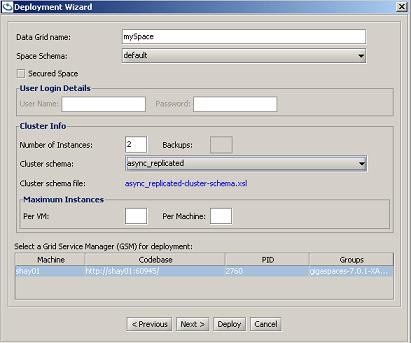 Deployment Wizard
Data Grid name: mySpace
Space Schema: default
Secured Space
User Login Details
User Name: Password:
Cluster Info
Number of Instances: 2 Backups:
Cluster schema: async_replicated
Cluster schema file: async_replicated-cluster-schema.xsl
Maximum Instances
Per VM: Per Machine:
Select a Grid Service Manager (GSM) for deployment:
Machine Codebase PID Groups
shay01 http://shay01:60945/ 2760 gigaspaces-7.0.1-XA...
< Previous Next > Deploy Cancel